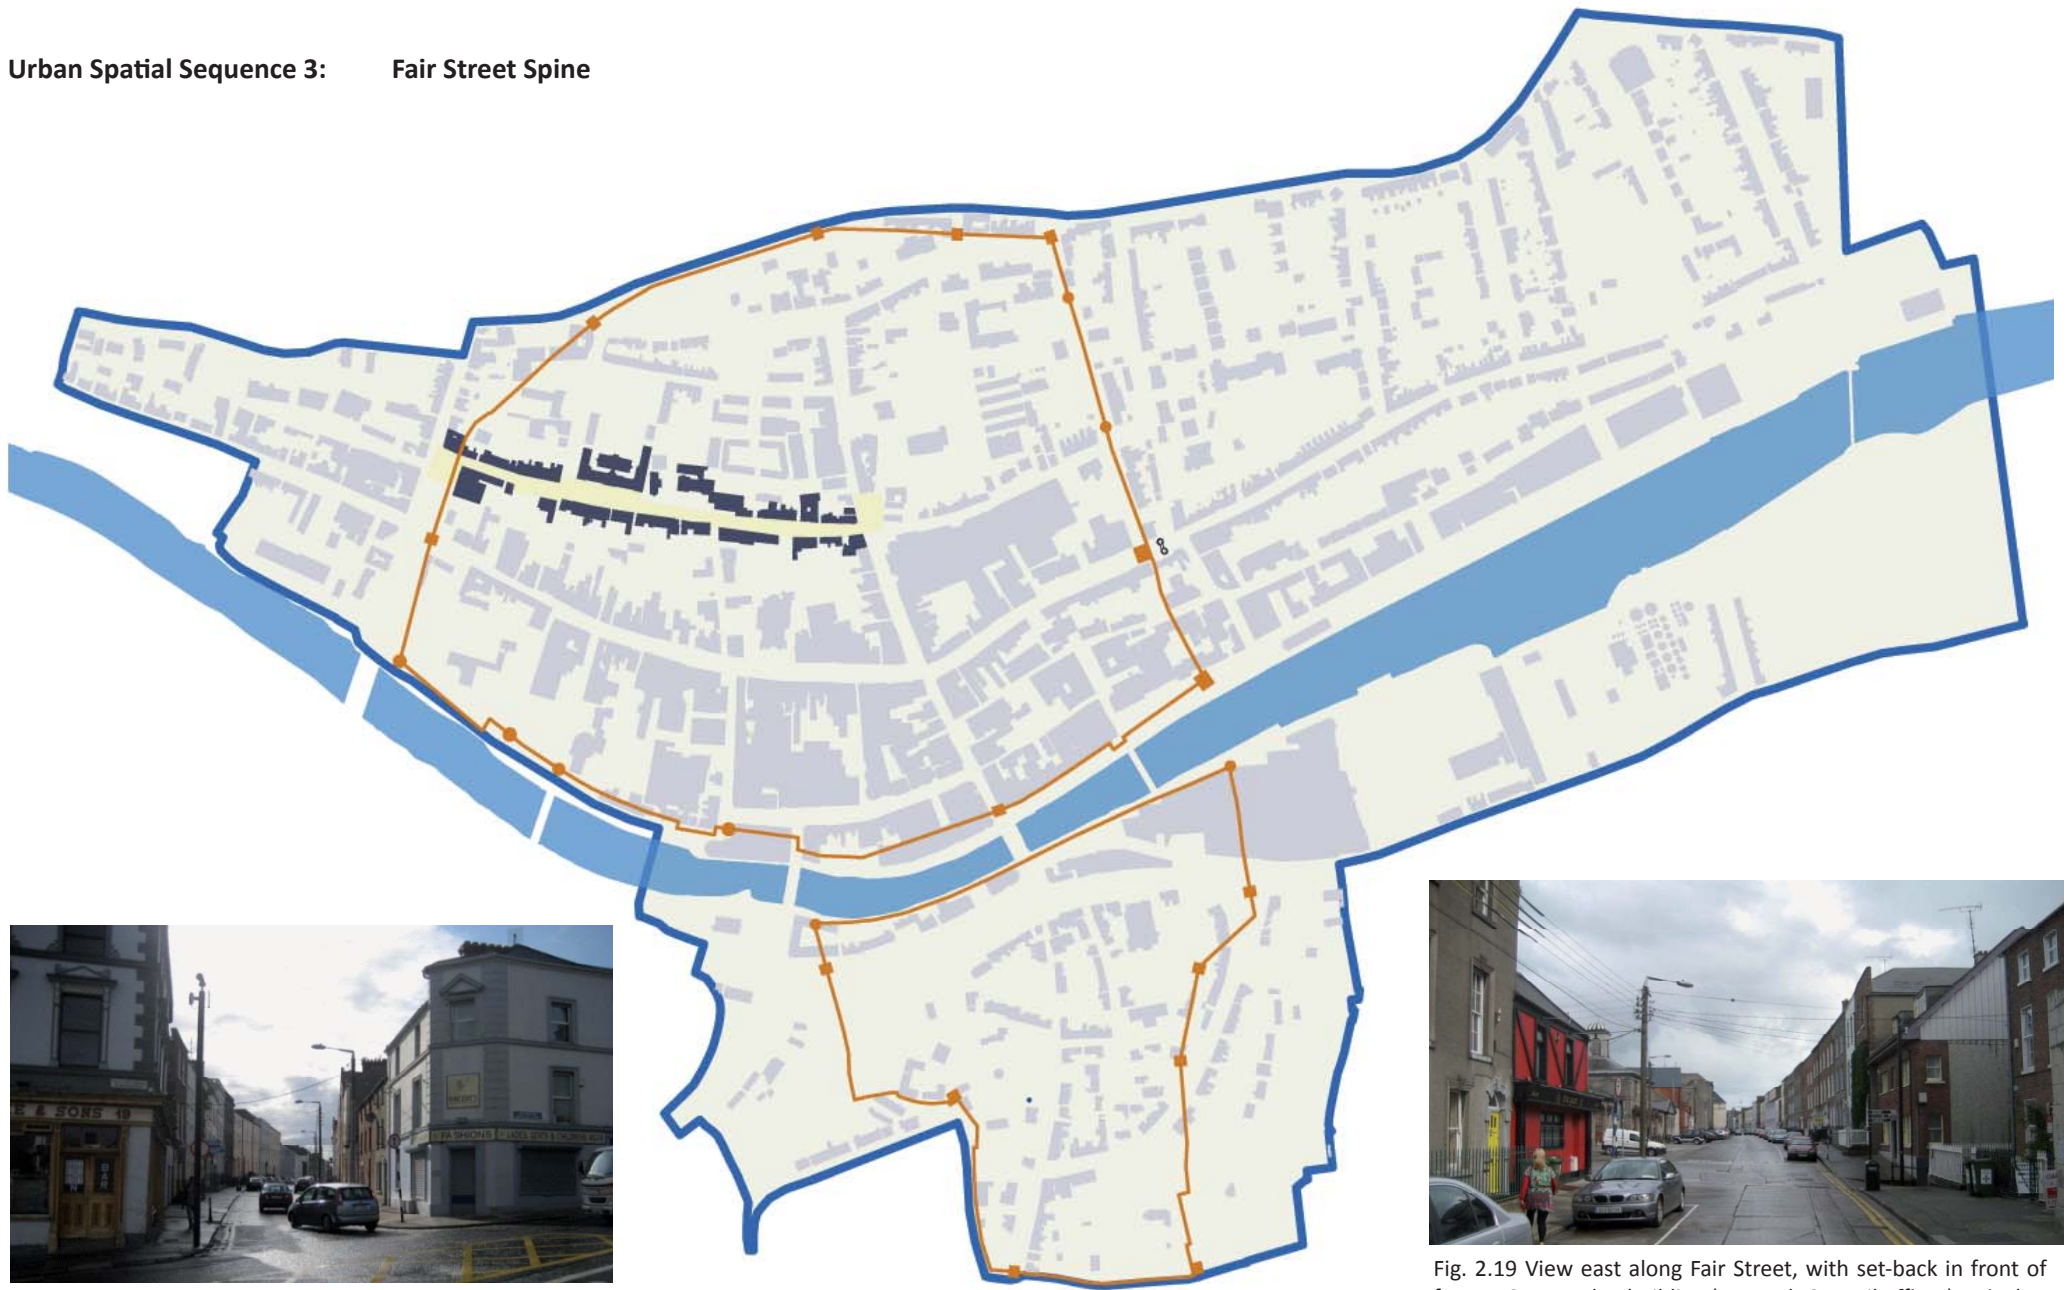 Urban Spatial Sequence 3: Fair Street Spine
E & SONS 19
FASHIONS
Fig. 2.19 View east along Fair Street, with set-back in front of